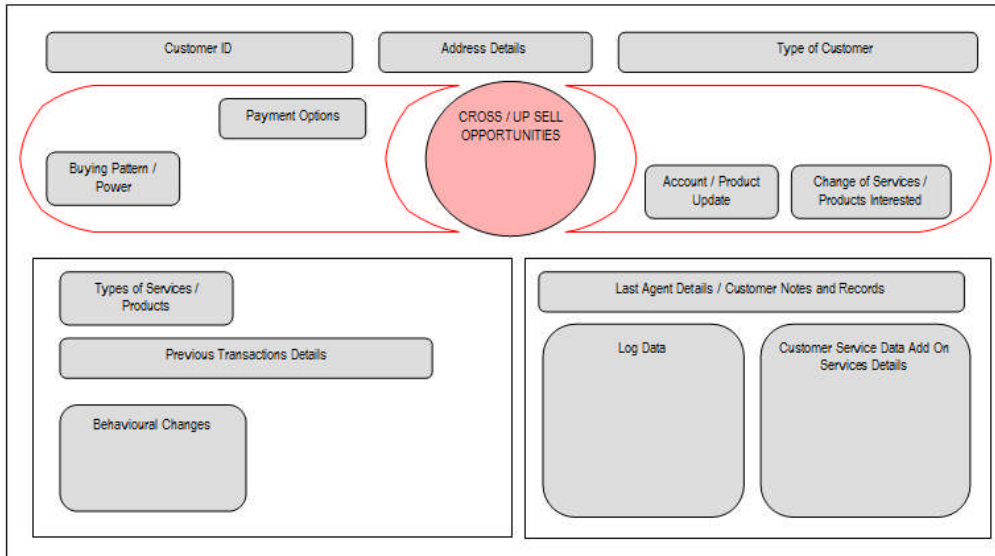 Customer ID
Address Details
Type of Customer
Payment Options
CROSS / UP SELL
OPPORTUNITIES
Buying Pattern /
Power
Account / Product
Update
Change of Services /
Products Interested
Types of Services /
Products
Last Agent Details / Customer Notes and Records
Previous Transactions Details
Log Data
Customer Service Data Add On
Services Details
Behavioural Changes